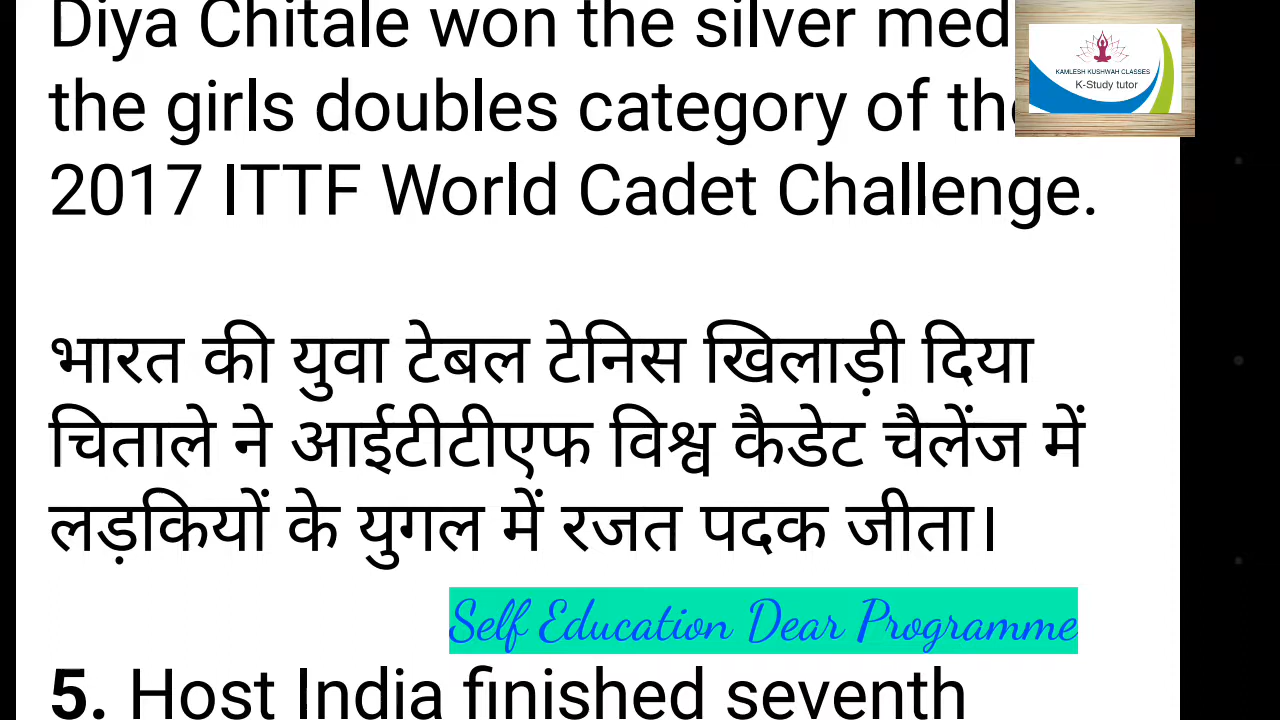 Diya Chitale won the silver med
the girls doubles category of the
2017 ITTF World Cadet Challenge.
भारत की युवा टेबल टेनिस खिलाड़ी दिया
चिताले ने आईटीटीएफ विश्व कैडेट चैलेंज में
लड़कियों के युगल में रजत पदक जीता।
Self Education Dear Programme
5. Host India finished seventh
KAMLESH KUSHWAH CLASSES
K-Study tutor